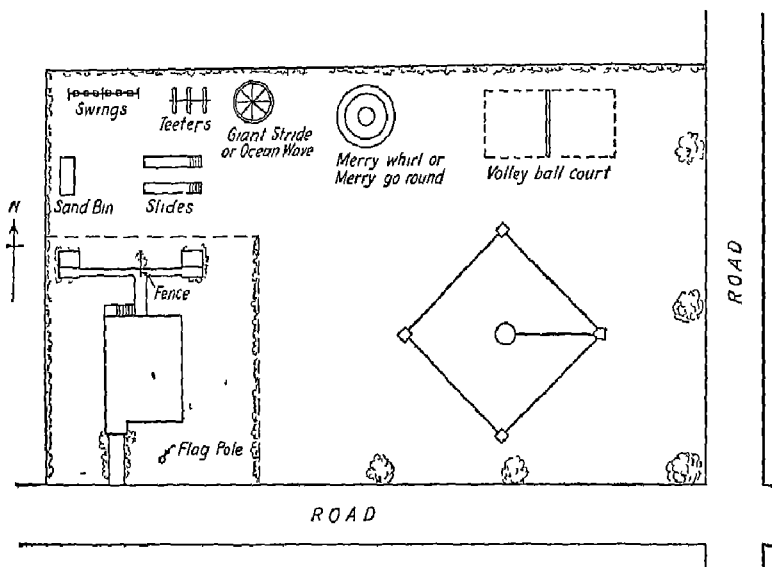 Swings
Teeters
Giant Stride
or Ocean Wave
Merry whirl or
Merry go round
Volley ball court
Sand Bin
Slides
N
Fence
ROAD
Flag Pole
ROAD